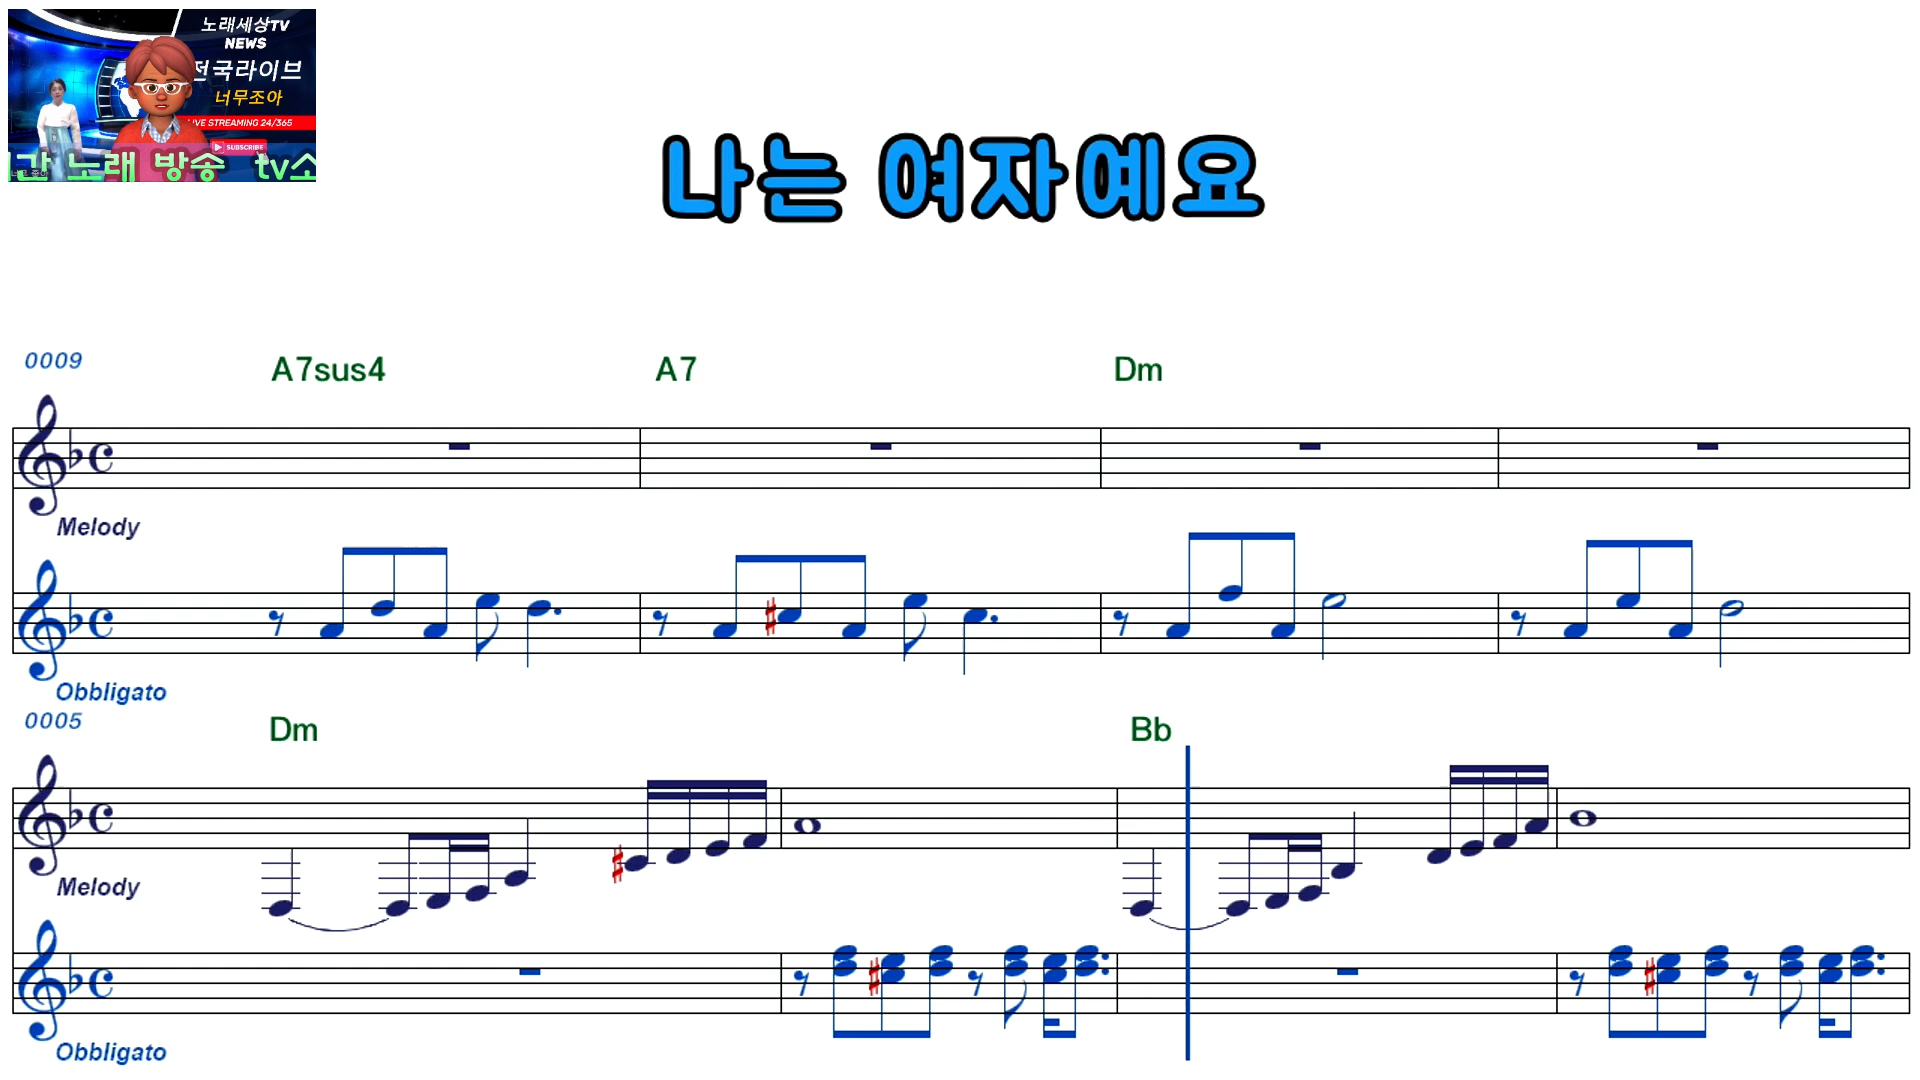 노래세상TV
NEWS
전국라이브
너무조아
LIVE STREAMING 24/365
SUBSCRIBE
노래 방송 tv
나는 여자예요
0009
A7sus4 A7 Dm
Melody
Obbligato
0005
Dm Bb
Melody
Obbligato